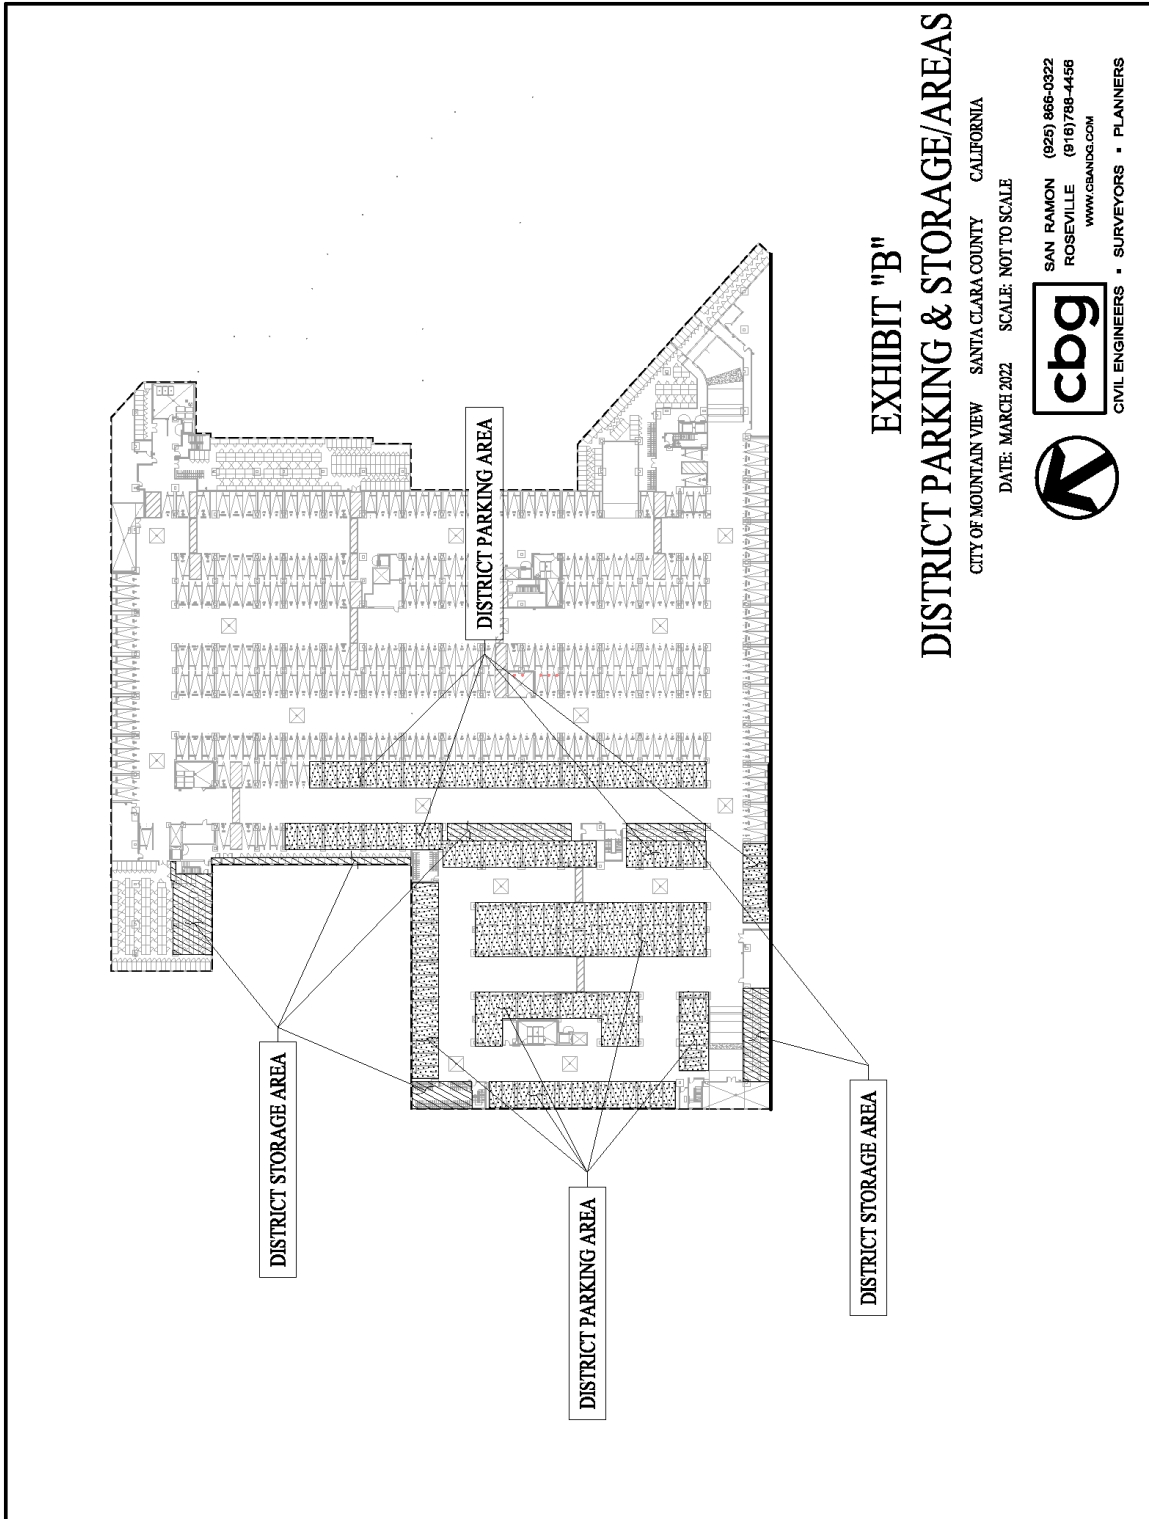 EXHIBIT "B"
DISTRICT PARKING & STORAGE/AREAS
CITY OF MOUNTAIN VIEW SANTA CLARA COUNTY CALIFORNIA
DATE: MARCH 2022 SCALE: NOT TO SCALE
cbg
SAN RAMON (925) 866-0322
ROSEVILLE (916) 788-4456
WWW.CBANDG.COM
CIVIL ENGINEERS ▪ SURVEYORS ▪ PLANNERS
DISTRICT STORAGE AREA
DISTRICT PARKING AREA
DISTRICT PARKING AREA
DISTRICT STORAGE AREA